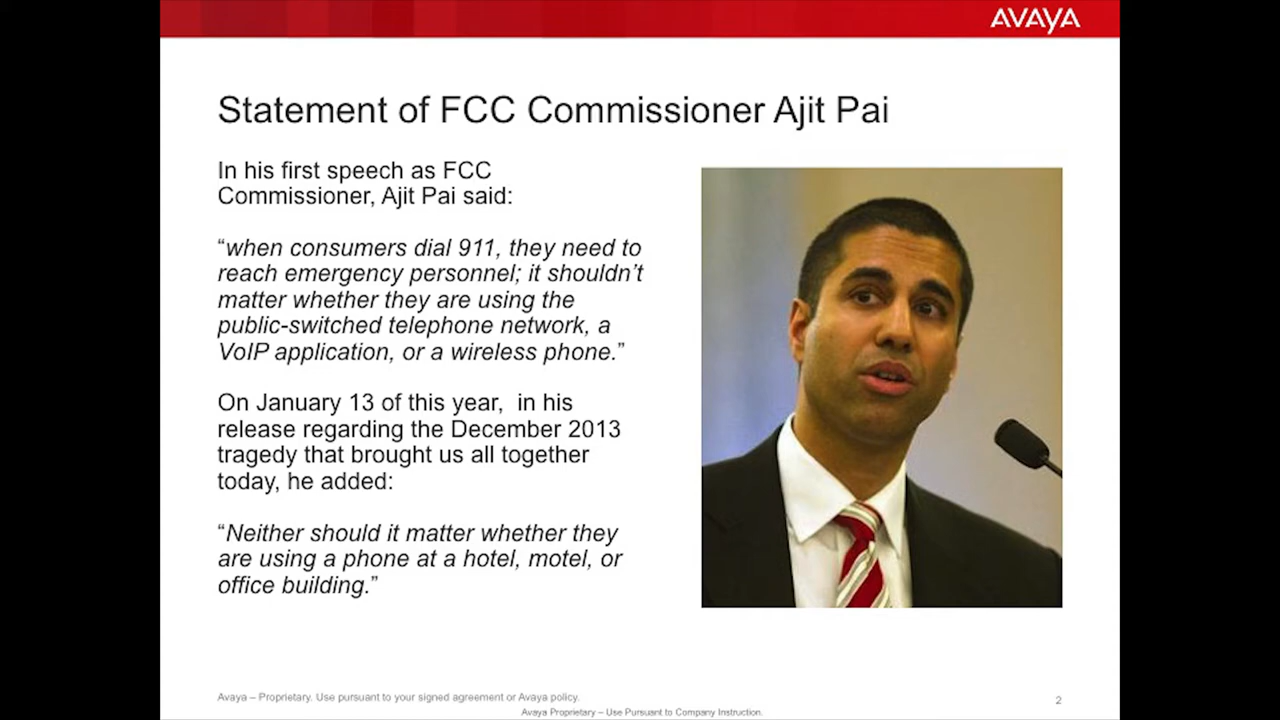 AVAYA
Statement of FCC Commissioner Ajit Pai
In his first speech as FCC
Commissioner, Ajit Pai said:
“when consumers dial 911, they need to
reach emergency personnel; it shouldn’t
matter whether they are using the
public-switched telephone network, a
VoIP application, or a wireless phone.”
On January 13 of this year,  in his
release regarding the December 2013
tragedy that brought us all together
today, he added:
“Neither should it matter whether they
are using a phone at a hotel, motel, or
office building.”
Avaya – Proprietary. Use pursuant to your signed agreement or Avaya policy.
2
Avaya Proprietary – Use Pursuant to Company Instruction.